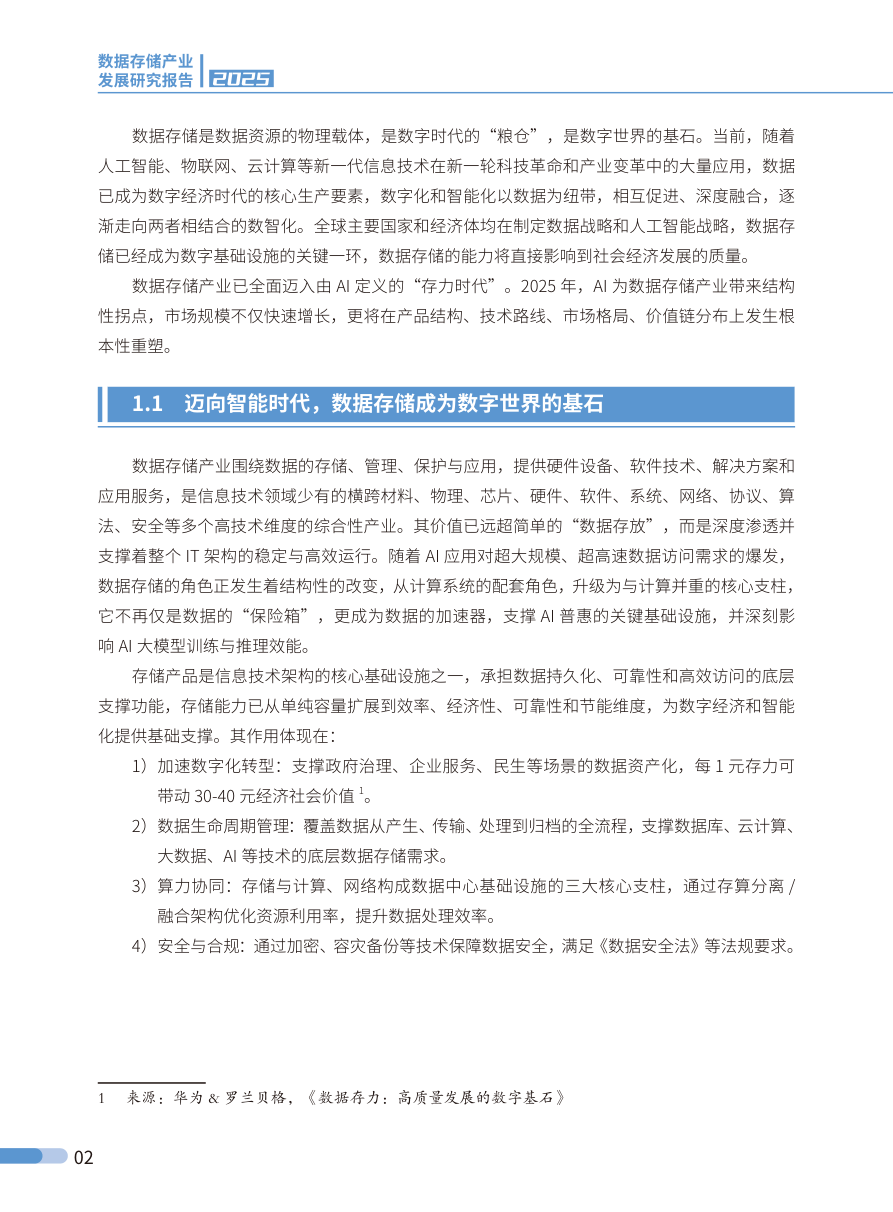 数据存储产业
发展研究报告 2025
数据存储是数据资源的物理载体，是数字时代的“粮仓”，是数字世界的基石。当前，随着
人工智能、物联网、云计算等新一代信息技术在新一轮科技革命和产业变革中的大量应用，数据
已成为数字经济时代的核心生产要素，数字化和智能化以数据为纽带，相互促进、深度融合，逐
渐走向两者相结合的数智化。全球主要国家和经济体均在制定数据战略和人工智能战略，数据存
储已经成为数字基础设施的关键一环，数据存储的能力将直接影响到社会经济发展的质量。
数据存储产业已全面迈入由 AI 定义的“存力时代”。2025 年，AI 为数据存储产业带来结构
性拐点，市场规模不仅快速增长，更将在产品结构、技术路线、市场格局、价值链分布上发生根
本性重塑。
1.1 迈向智能时代，数据存储成为数字世界的基石
数据存储产业围绕数据的存储、管理、保护与应用，提供硬件设备、软件技术、解决方案和
应用服务，是信息技术领域少有的横跨材料、物理、芯片、硬件、软件、系统、网络、协议、算
法、安全等多个高技术维度的综合性产业。其价值已远超简单的“数据存放”，而是深度渗透并
支撑着整个 IT 架构的稳定与高效运行。随着 AI 应用对超大规模、超高速数据访问需求的爆发，
数据存储的角色正发生着结构性的改变，从计算系统的配套角色，升级为与计算并重的核心支柱，
它不再仅是数据的“保险箱”，更成为数据的加速器，支撑 AI 普惠的关键基础设施，并深刻影
响 AI 大模型训练与推理效能。
存储产品是信息技术架构的核心基础设施之一，承担数据持久化、可靠性和高效访问的底层
支撑功能，存储能力已从单纯容量扩展到效率、经济性、可靠性和节能维度，为数字经济和智能
化提供基础支撑。其作用体现在：
1）加速数字化转型：支撑政府治理、企业服务、民生等场景的数据资产化，每 1 元存力可
带动 30-40 元经济社会价值 1。
2）数据生命周期管理：覆盖数据从产生、传输、处理到归档的全流程，支撑数据库、云计算、
大数据、AI 等技术的底层数据存储需求。
3）算力协同：存储与计算、网络构成数据中心基础设施的三大核心支柱，通过存算分离 /
融合架构优化资源利用率，提升数据处理效率。
4）安全与合规：通过加密、容灾备份等技术保障数据安全，满足《数据安全法》等法规要求。
1 来源：华为 & 罗兰贝格，《数据存力：高质量发展的数字基石》
02